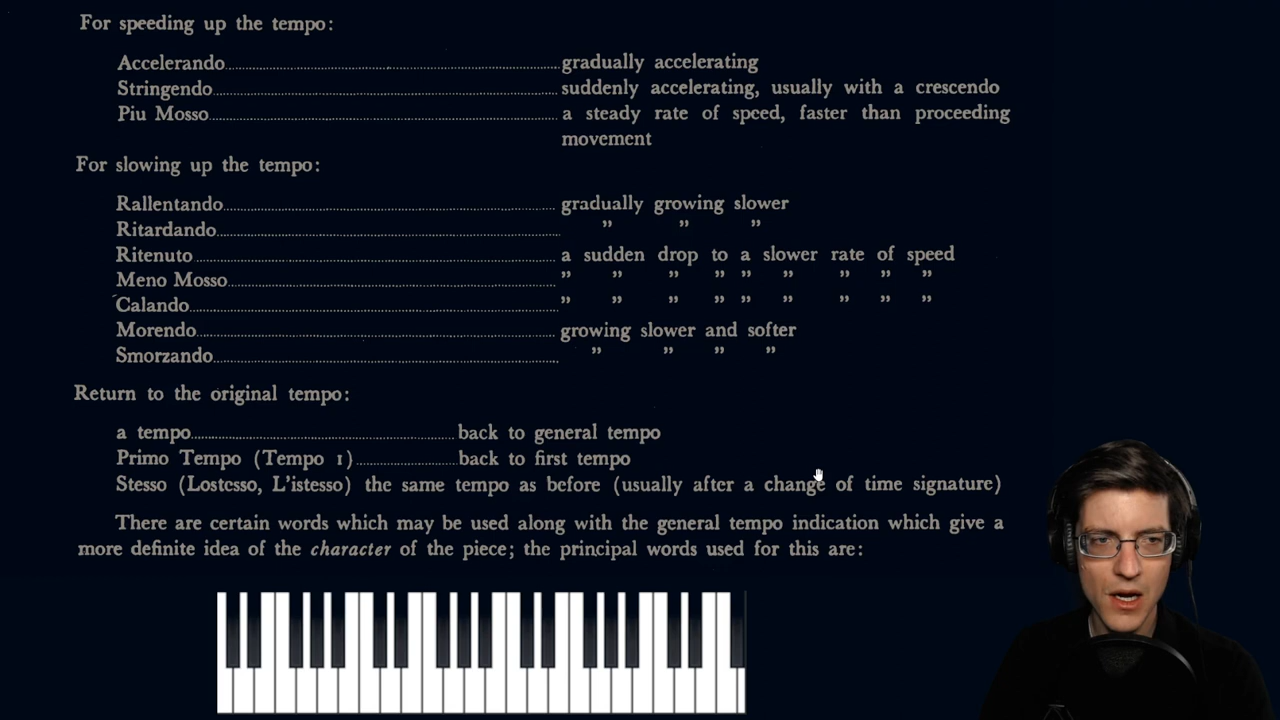 For speeding up the tempo:
Accelerando........................gradually accelerating
Stringendo........................suddenly accelerating, usually with a crescendo
Piu Mosso........................a steady rate of speed, faster than proceeding
movement
For slowing up the tempo:
Rallentando........................gradually growing slower
Ritardando........................ " " "
Ritenuto........................a sudden drop to a slower rate of speed
Meno Mosso........................" " " " " " " " "
Calando........................" " " " " " " " "
Morendo........................growing slower and softer
Smorzando........................ " " " "
Return to the original tempo:
a tempo........................back to general tempo
Primo Tempo (Tempo 1)........................back to first tempo
Stesso (Lostesso, L'istesso) the same tempo as before (usually after a change of time signature)
There are certain words which may be used along with the general tempo indication which give a
more definite idea of the character of the piece; the principal words used for this are: